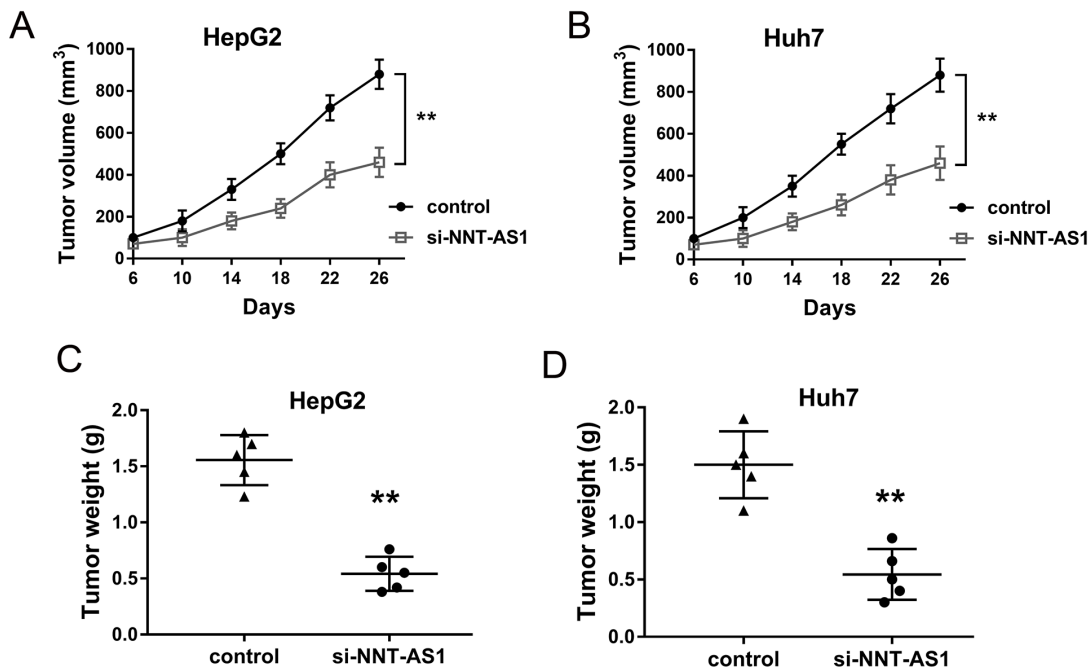 A
HepG2
Tumor volume (mm³)
1000
800
600
400
200
0
6 10 14 18 22 26
Days
**
control
si-NNT-AS1
B
Huh7
Tumor volume (mm³)
1000
800
600
400
200
0
6 10 14 18 22 26
Days
**
control
si-NNT-AS1
C
HepG2
Tumor weight (g)
2.0
1.5
1.0
0.5
0.0
**
control si-NNT-AS1
D
Huh7
Tumor weight (g)
2.0
1.5
1.0
0.5
0.0
**
control si-NNT-AS1